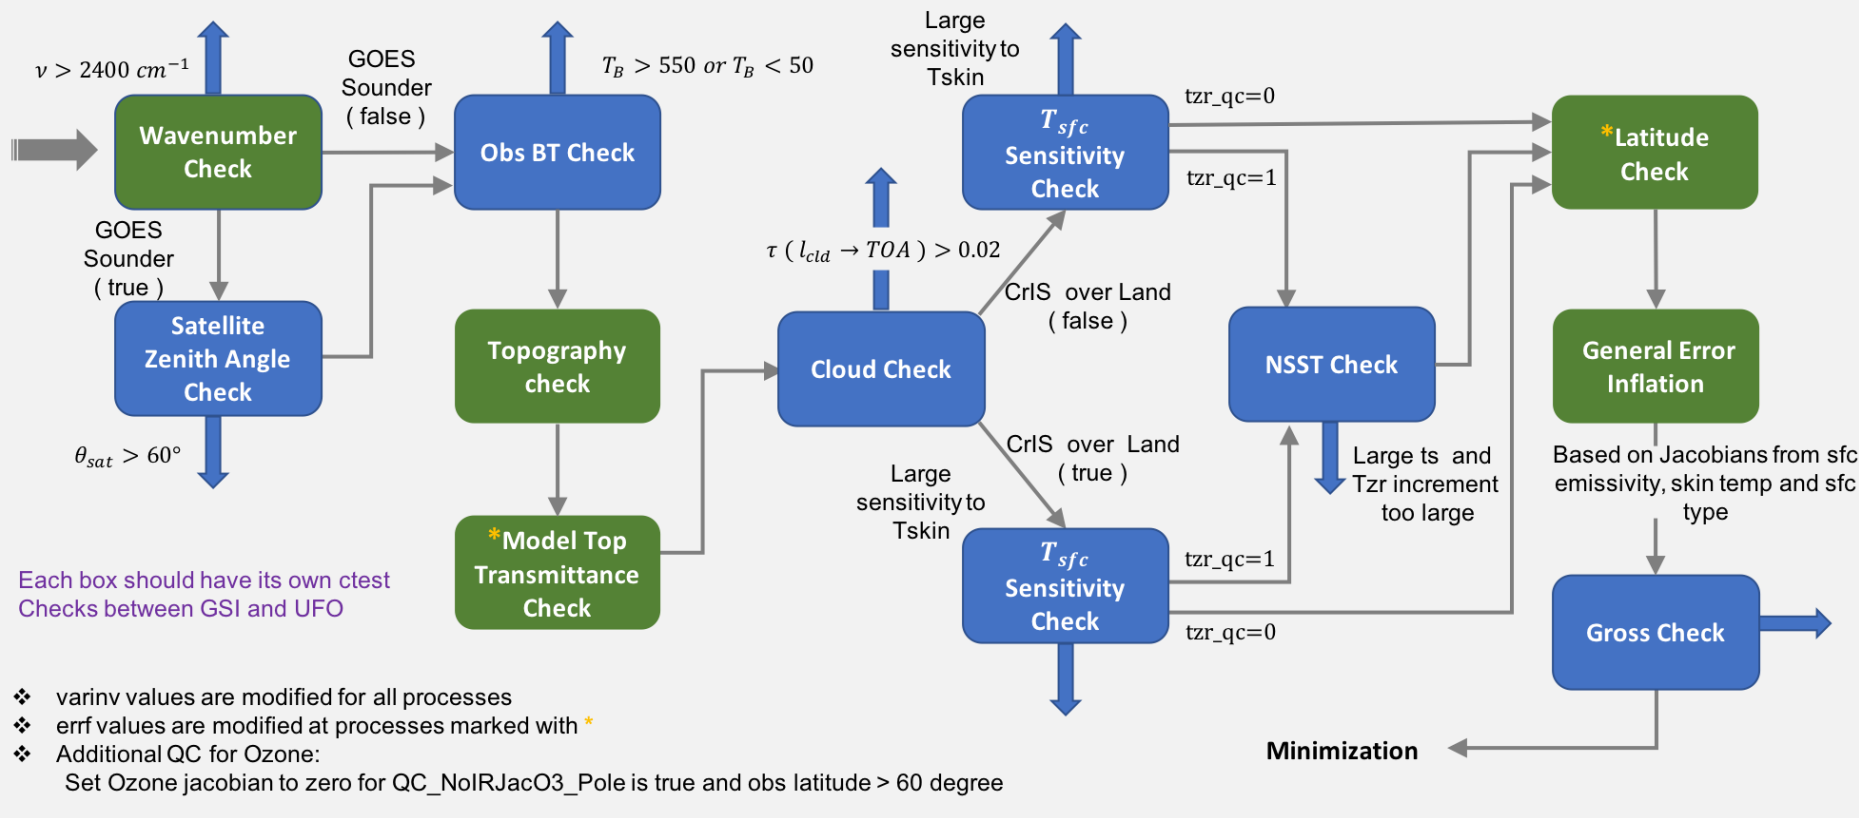 ν > 2400 cm⁻¹
Wavenumber
Check
GOES
Sounder
( true )
Satellite
Zenith Angle
Check
θsat > 60°
GOES
Sounder
( false )
TB > 550 or TB < 50
Obs BT Check
Topography
check
*Model Top
Transmittance
Check
τ ( lcld → TOA ) > 0.02
Cloud Check
CrIS over Land
( false )
CrIS over Land
( true )
Large
sensitivity to
Tskin
Tsfc
Sensitivity
Check
tzr_qc=0
tzr_qc=1
Large
sensitivity to
Tskin
Tsfc
Sensitivity
Check
tzr_qc=1
tzr_qc=0
NSST Check
Large ts and
Tzr increment
too large
*Latitude
Check
General Error
Inflation
Based on Jacobians from sfc
emissivity, skin temp and sfc
type
Gross Check
Minimization
Each box should have its own ctest
Checks between GSI and UFO
❖ varinv values are modified for all processes
❖ errf values are modified at processes marked with *
❖ Additional QC for Ozone:
Set Ozone jacobian to zero for QC_NoIRJacO3_Pole is true and obs latitude > 60 degree